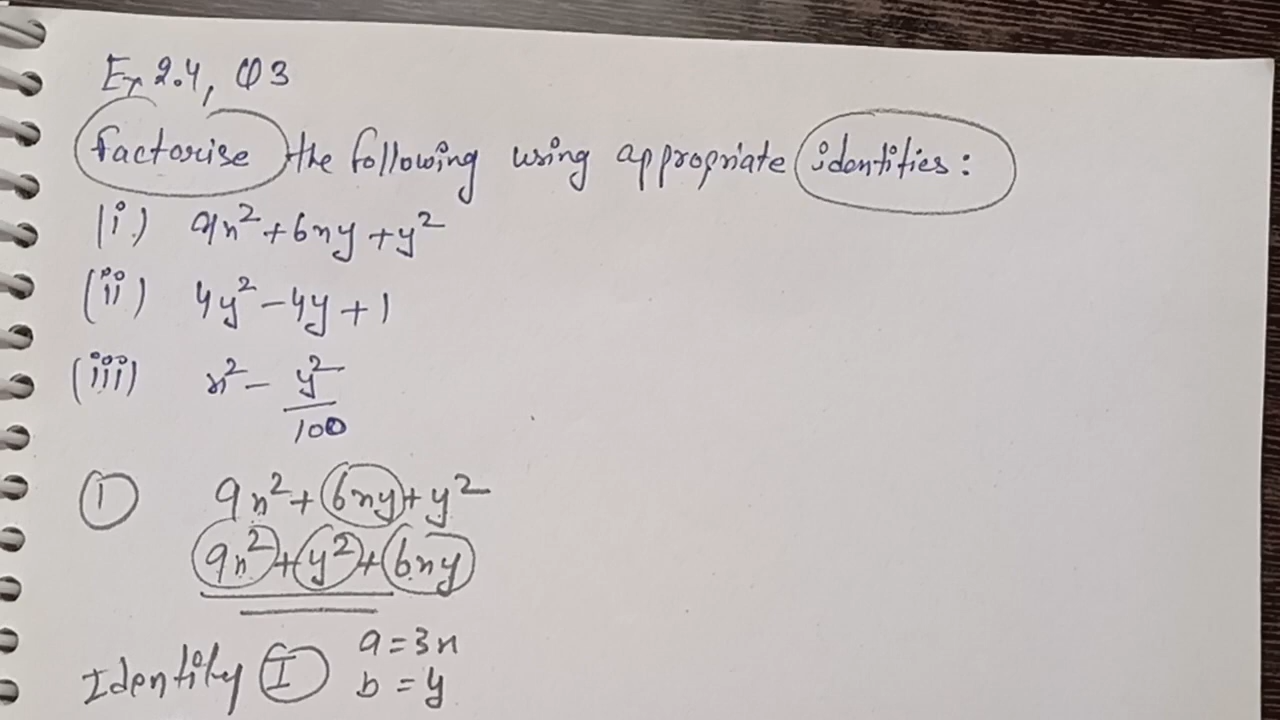 Ex 2.4, Q3
Factorise the following using appropriate identities:
(i) 9x²+6xy+y²
(ii) 4y²-4y+1
(iii) x²- y²/100
① 9x²+6xy+y²
9x²+y²+6xy
Identity I a=3x
b=y